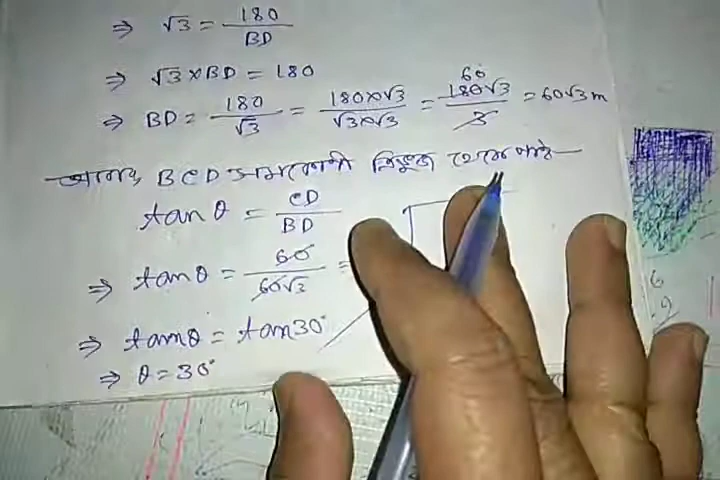 ⇒ √3 = 180/BD
⇒ √3 × BD = 180
⇒ BD = 180/√3 = 180×√3/√3×√3 = 60 180√3/3 = 60√3 m
আবার, BCD সমকোণী ত্রিভুজ থেকে পাই—
tan θ = CD/BD
⇒ tan θ = 60/60√3 =
⇒ tan θ = tan 30°
⇒ θ = 30°